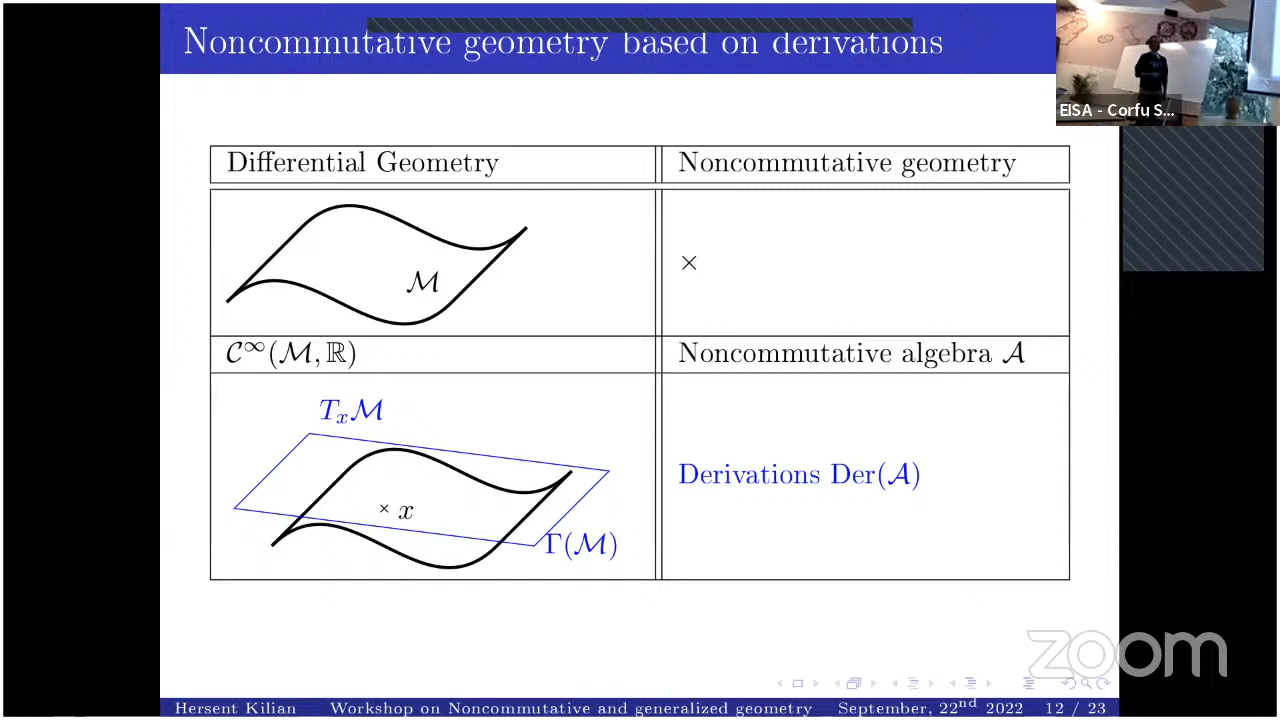 Noncommutative geometry based on derivations
EISA - Corfu S...
Differential Geometry
Noncommutative geometry
ℳ
×
𝒞^∞(ℳ, ℝ)
Noncommutative algebra 𝒜
T_xℳ
Derivations Der(𝒜)
× x
Γ(ℳ)
zoom
Hersent Kilian Workshop on Noncommutative and generalized geometry September, 22nd 2022 12 / 23